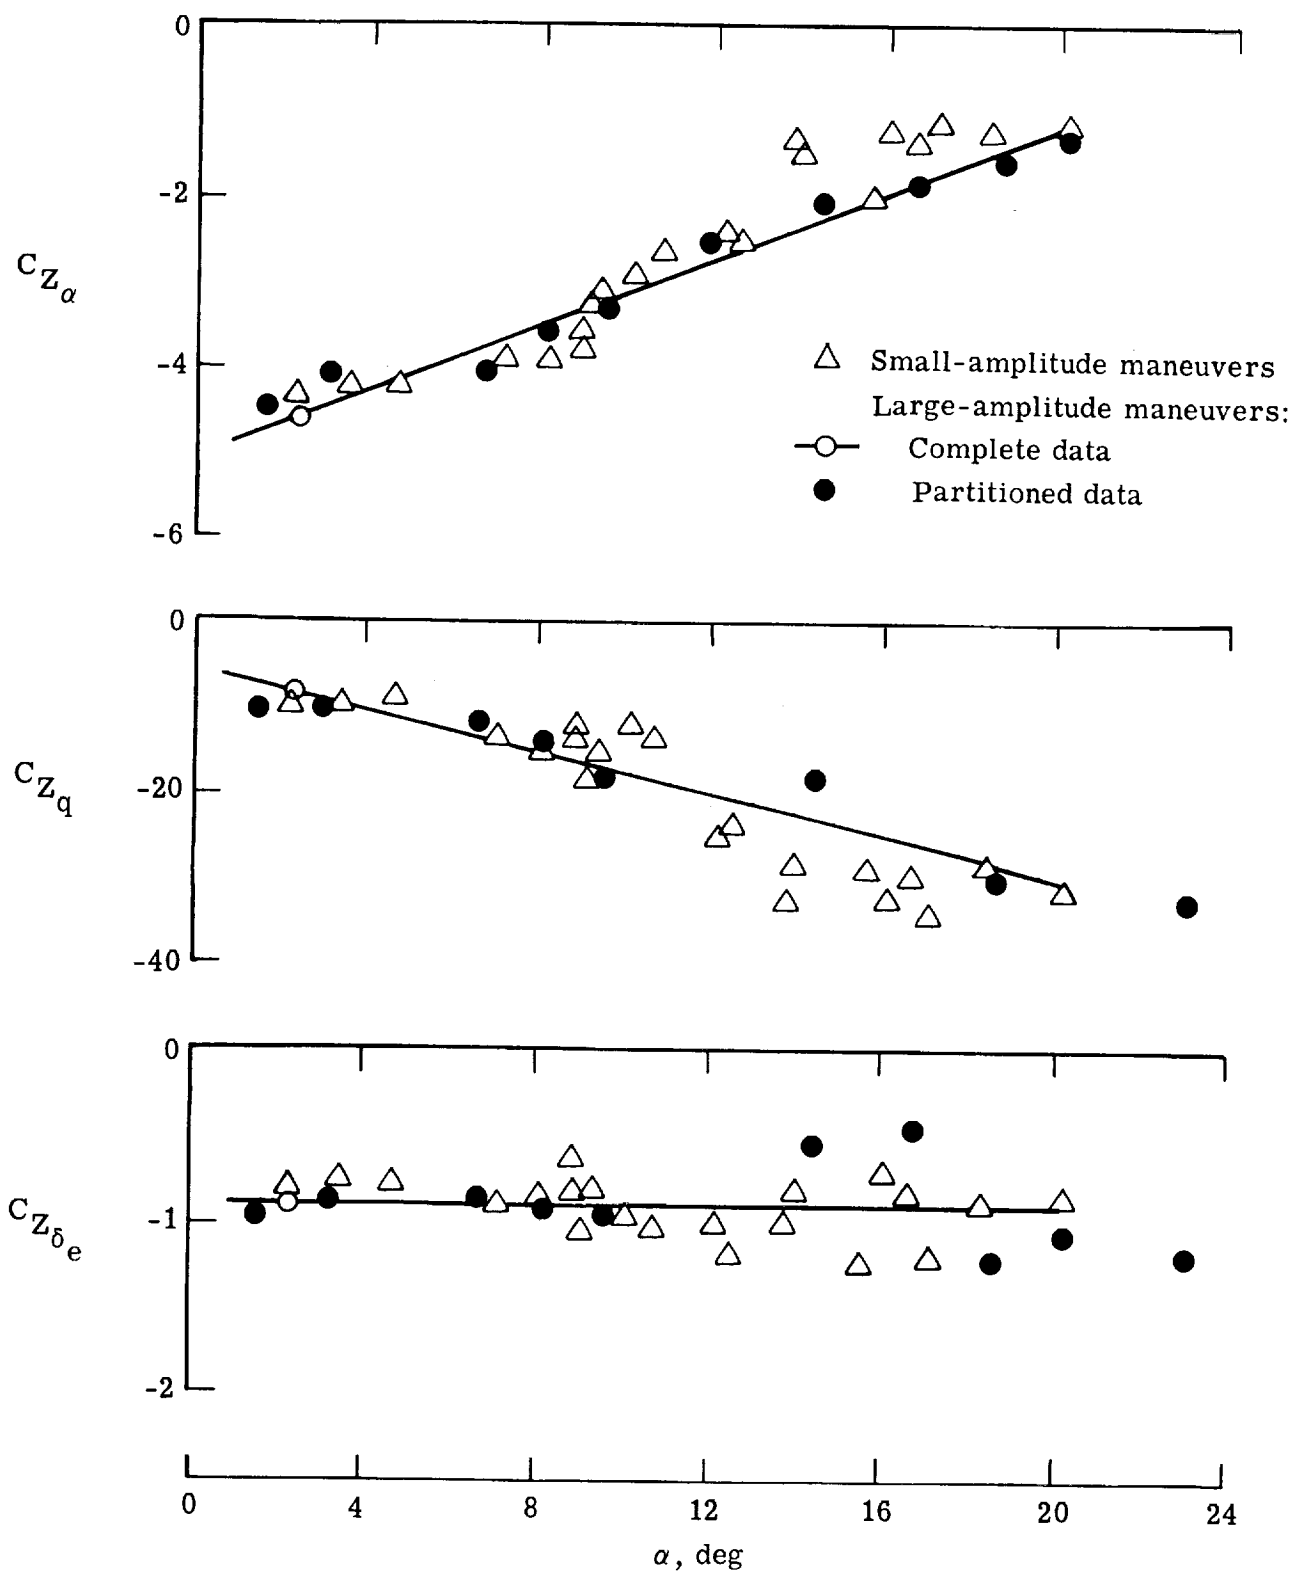 0
-2
C_{Z_α}
-4
-6
Small-amplitude maneuvers
Large-amplitude maneuvers:
Complete data
Partitioned data
0
C_{Z_q}
-20
-40
0
C_{Z_{δ_e}}
-1
-2
0 4 8 12 16 20 24
α, deg